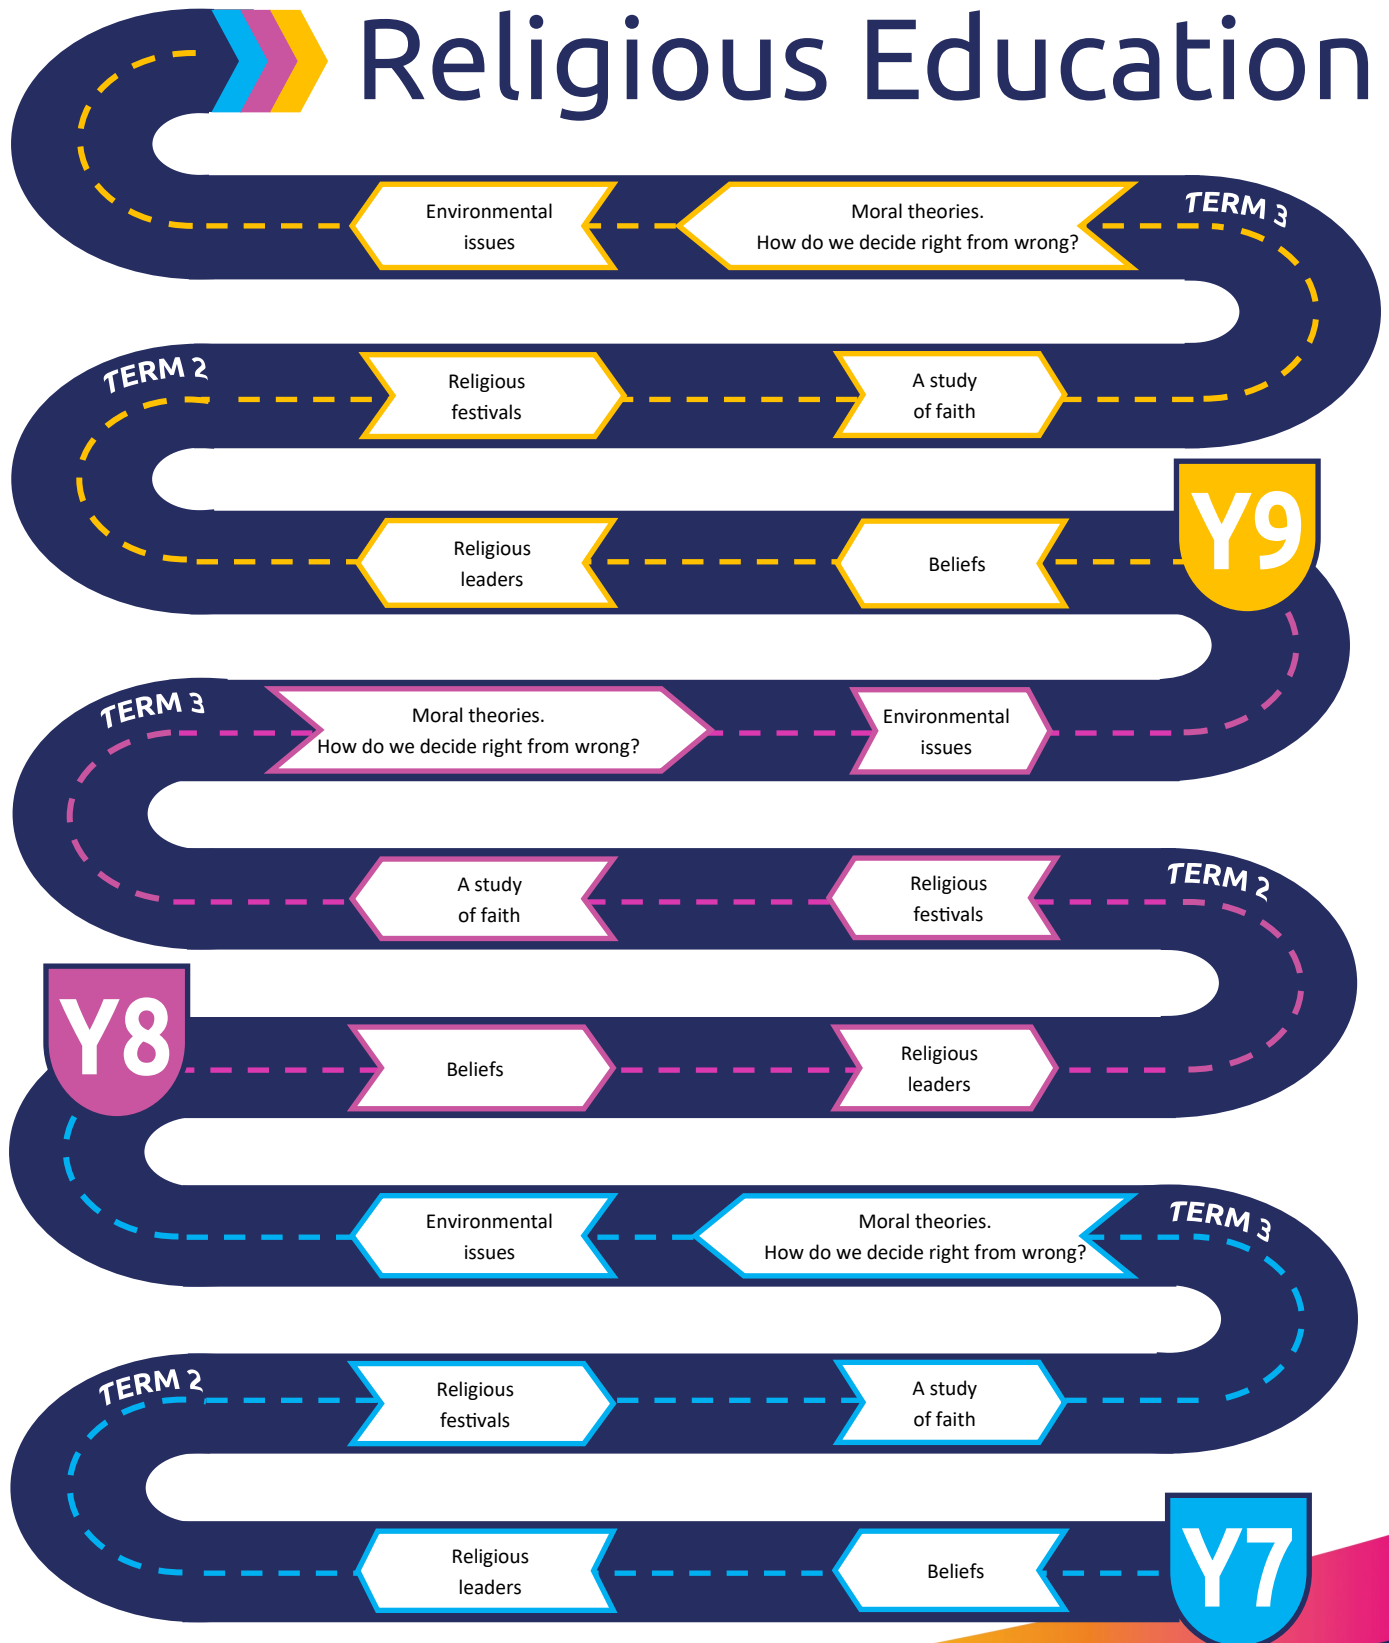 Religious Education
Environmental
issues
Moral theories.
How do we decide right from wrong?
TERM 3
TERM 2
Religious
festivals
A study
of faith
Y9
Religious
leaders
Beliefs
TERM 3
Moral theories.
How do we decide right from wrong?
Environmental
issues
A study
of faith
Religious
festivals
TERM 2
Y8
Beliefs
Religious
leaders
Environmental
issues
Moral theories.
How do we decide right from wrong?
TERM 3
TERM 2
Religious
festivals
A study
of faith
Religious
leaders
Beliefs
Y7